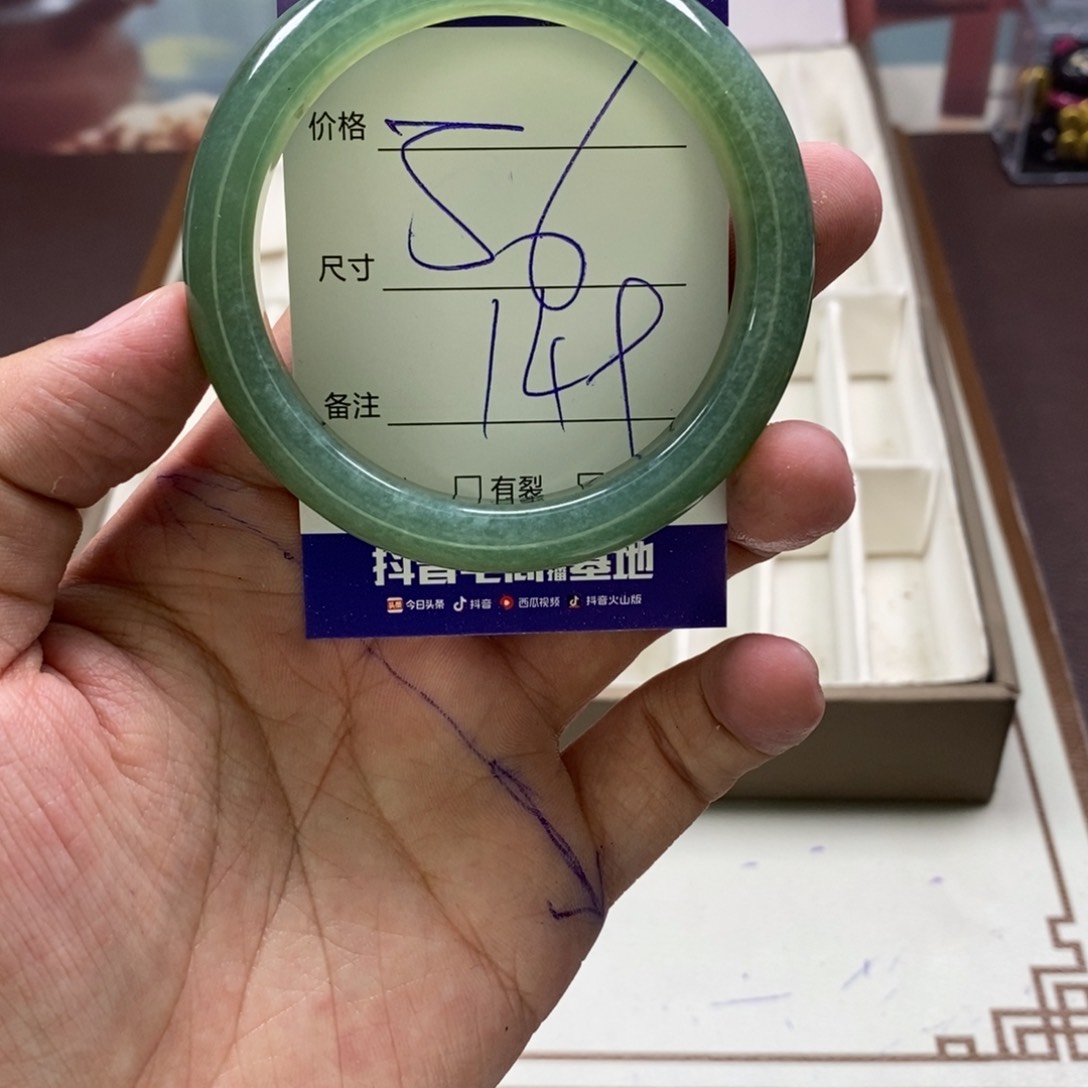 价格
56
尺寸
149
备注
有裂
抖音电商直播基地
今日头条 抖音 西瓜视频 抖音火山版